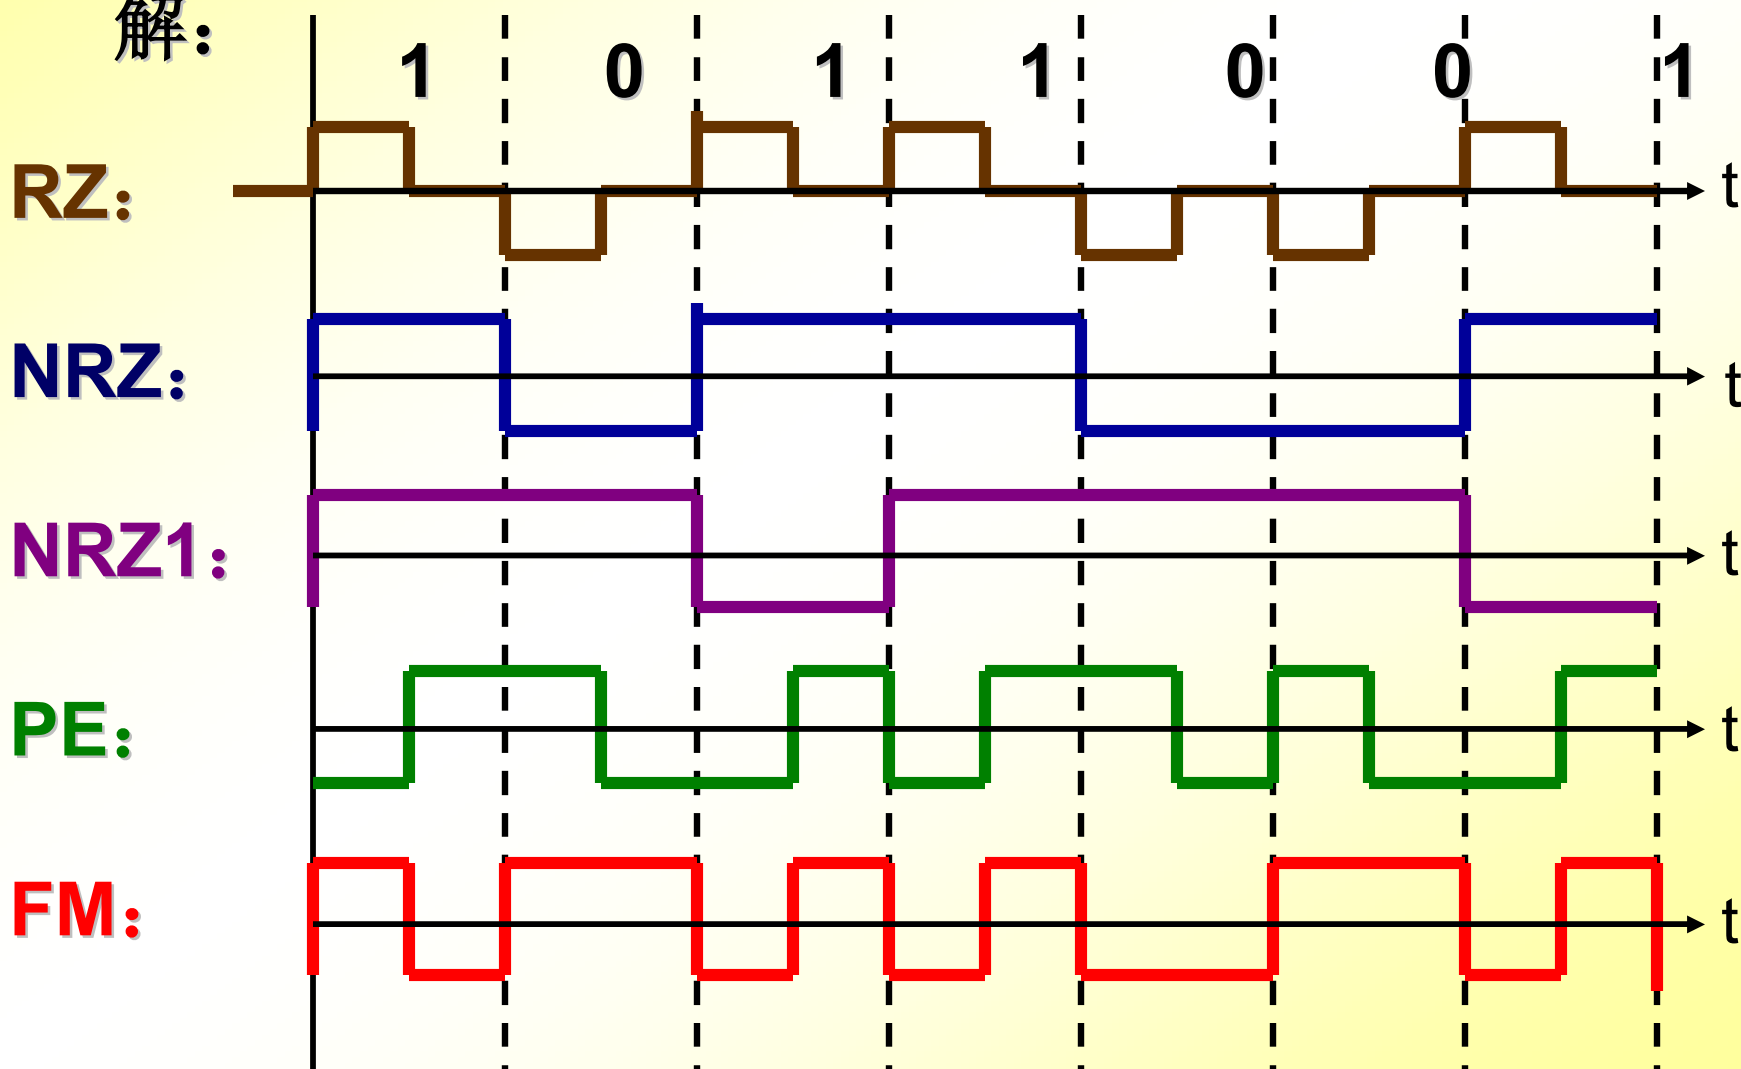 解：
1 0 1 1 0 0 1
RZ： t
NRZ： t
NRZ1： t
PE： t
FM： t